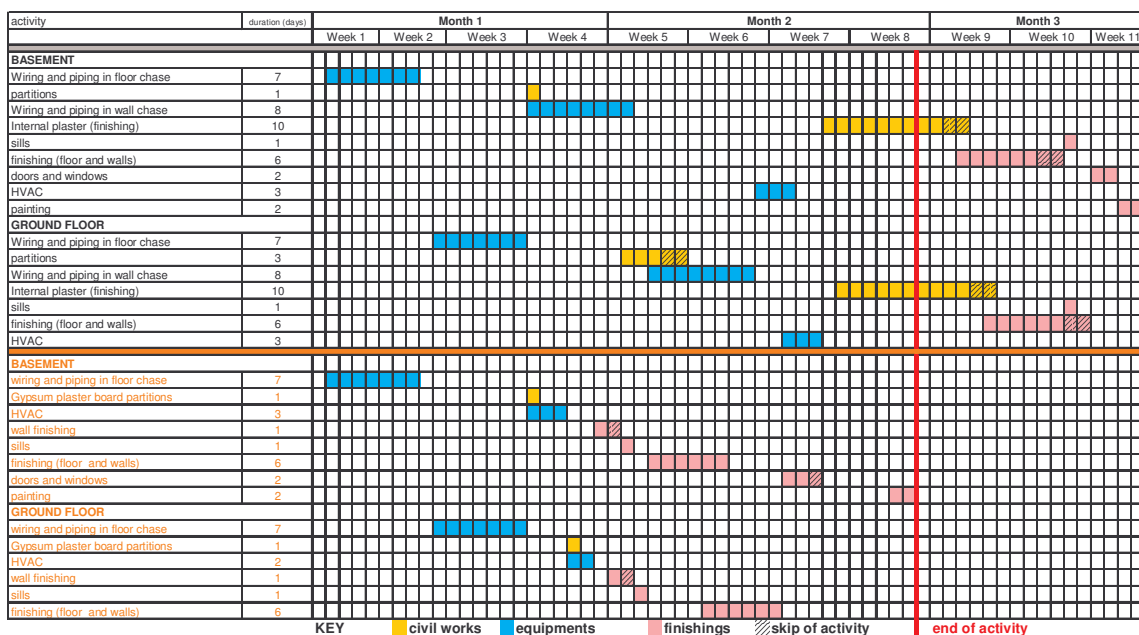 activity duration (days) Month 1 Month 2 Month 3
Week 1 Week 2 Week 3 Week 4 Week 5 Week 6 Week 7 Week 8 Week 9 Week 10 Week 11
BASEMENT
Wiring and piping in floor chase 7
partitions 1
Wiring and piping in wall chase 8
Internal plaster (finishing) 10
sills 1
finishing (floor and walls) 6
doors and windows 2
HVAC 3
painting 2
GROUND FLOOR
Wiring and piping in floor chase 7
partitions 3
Wiring and piping in wall chase 8
Internal plaster (finishing) 10
sills 1
finishing (floor and walls) 6
HVAC 3
BASEMENT
wiring and piping in floor chase 7
Gypsum plaster board partitions 1
HVAC 3
wall finishing 1
sills 1
finishing (floor and walls) 6
doors and windows 2
painting 2
GROUND FLOOR
wiring and piping in floor chase 7
Gypsum plaster board partitions 1
HVAC 2
wall finishing 1
sills 1
finishing (floor and walls) 6
KEY civil works equipments finishings skip of activity end of activity